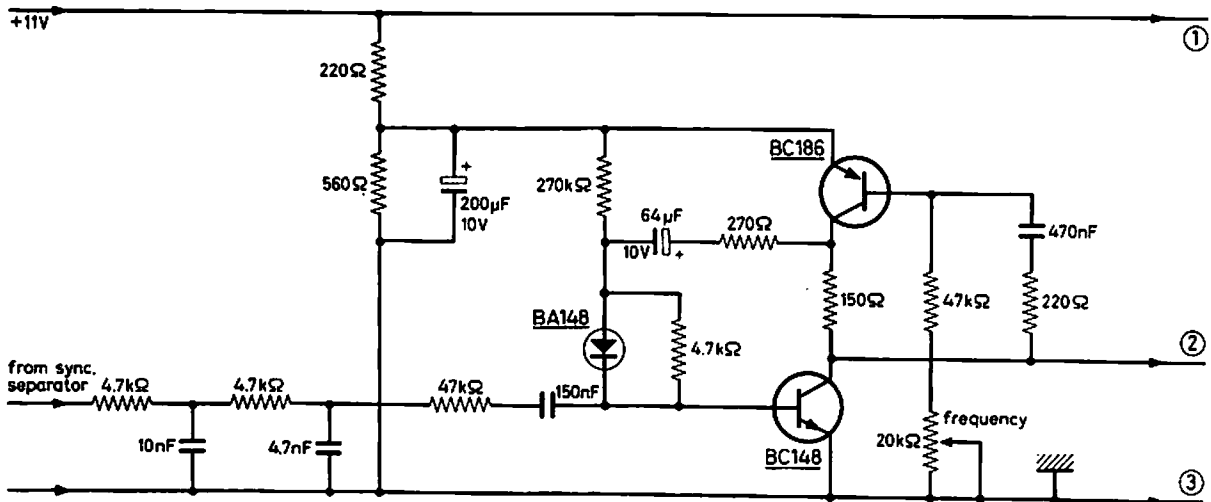 +11V
①
220Ω
BC186
560Ω
+
200µF
10V
270kΩ
64µF
10V
+
270Ω
470nF
150Ω
47kΩ
220Ω
BA148
4.7kΩ
②
from sync.
separator
4.7kΩ
4.7kΩ
47kΩ
150nF
10nF
4.7nF
BC148
frequency
20kΩ
③